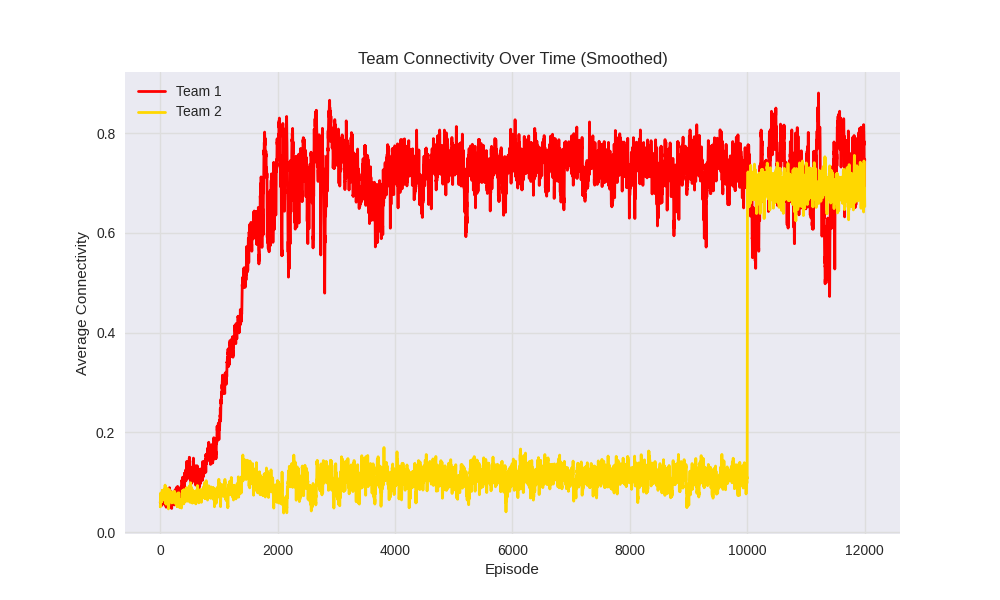 Team Connectivity Over Time (Smoothed)
Team 1
Team 2
Average Connectivity
0.8
0.6
0.4
0.2
0.0
0 2000 4000 6000 8000 10000 12000
Episode